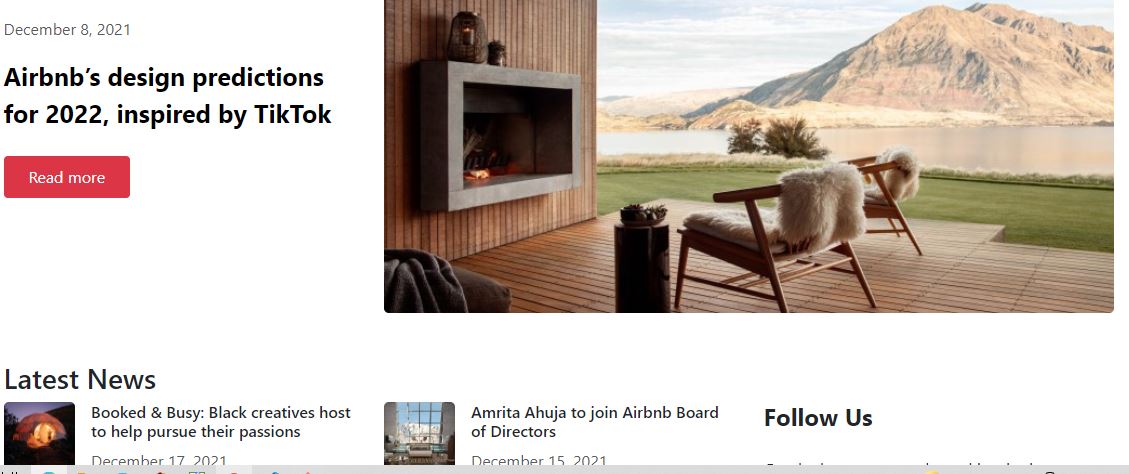 December 8, 2021
Airbnb’s design predictions
for 2022, inspired by TikTok
Read more
Latest News
Booked & Busy: Black creatives host
to help pursue their passions
December 17, 2021
Amrita Ahuja to join Airbnb Board
of Directors
December 15, 2021
Follow Us